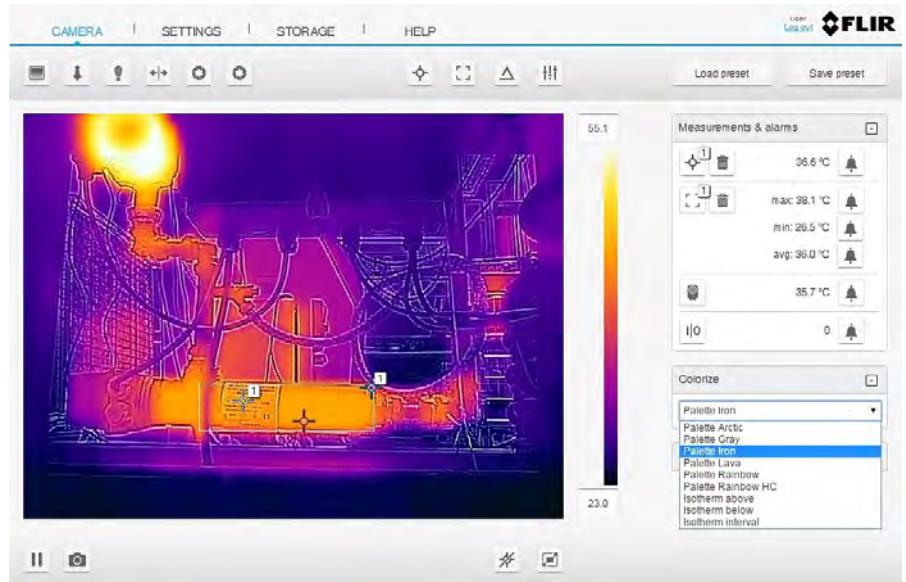 CAMERA
SETTINGS
STORAGE
HELP
user
Log out
FLIR
Load preset
Save preset
55.1
Measurements & alarms
1
36.6 °C
1
max: 38.1 °C
min: 26.5 °C
avg: 36.0 °C
35.7 °C
I|O 0
1
1
23.0
Colorize
Palette Iron
Palette Arctic
Palette Gray
Palette Iron
Palette Lava
Palette Rainbow
Palette Rainbow HC
Isotherm above
Isotherm below
Isotherm interval